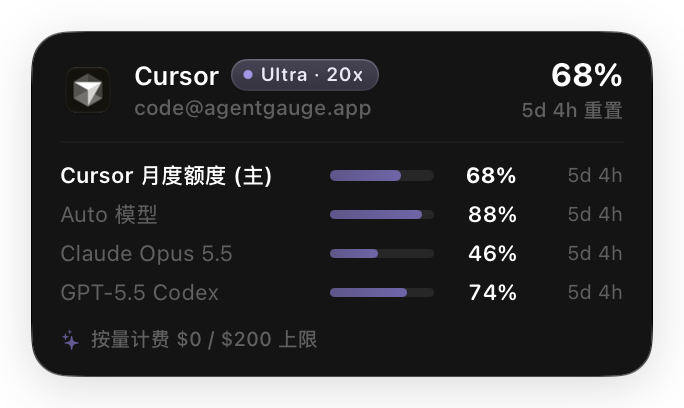 Cursor Ultra · 20x 68%
code@agentgauge.app 5d 4h 重置
Cursor 月度额度 (主) 68% 5d 4h
Auto 模型 88% 5d 4h
Claude Opus 5.5 46% 5d 4h
GPT-5.5 Codex 74% 5d 4h
按量计费 $0 / $200 上限